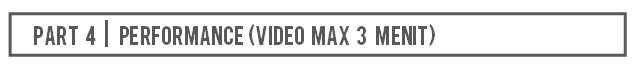 PART 4 | PERFORMANCE (VIDEO MAX 3 MENIT)